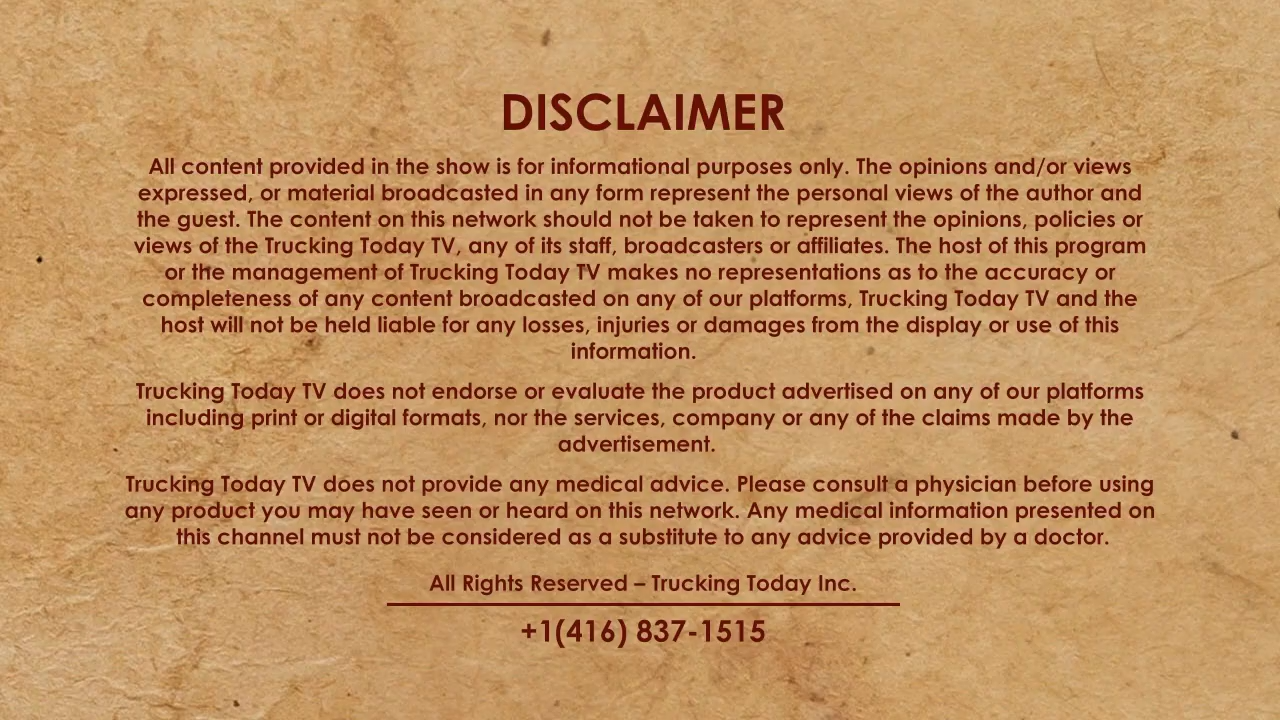 DISCLAIMER
All content provided in the show is for informational purposes only. The opinions and/or views
expressed, or material broadcasted in any form represent the personal views of the author and
the guest. The content on this network should not be taken to represent the opinions, policies or
views of the Trucking Today TV, any of its staff, broadcasters or affiliates. The host of this program
or the management of Trucking Today TV makes no representations as to the accuracy or
completeness of any content broadcasted on any of our platforms, Trucking Today TV and the
host will not be held liable for any losses, injuries or damages from the display or use of this
information.
Trucking Today TV does not endorse or evaluate the product advertised on any of our platforms
including print or digital formats, nor the services, company or any of the claims made by the
advertisement.
Trucking Today TV does not provide any medical advice. Please consult a physician before using
any product you may have seen or heard on this network. Any medical information presented on
this channel must not be considered as a substitute to any advice provided by a doctor.
All Rights Reserved – Trucking Today Inc.
+1(416) 837-1515